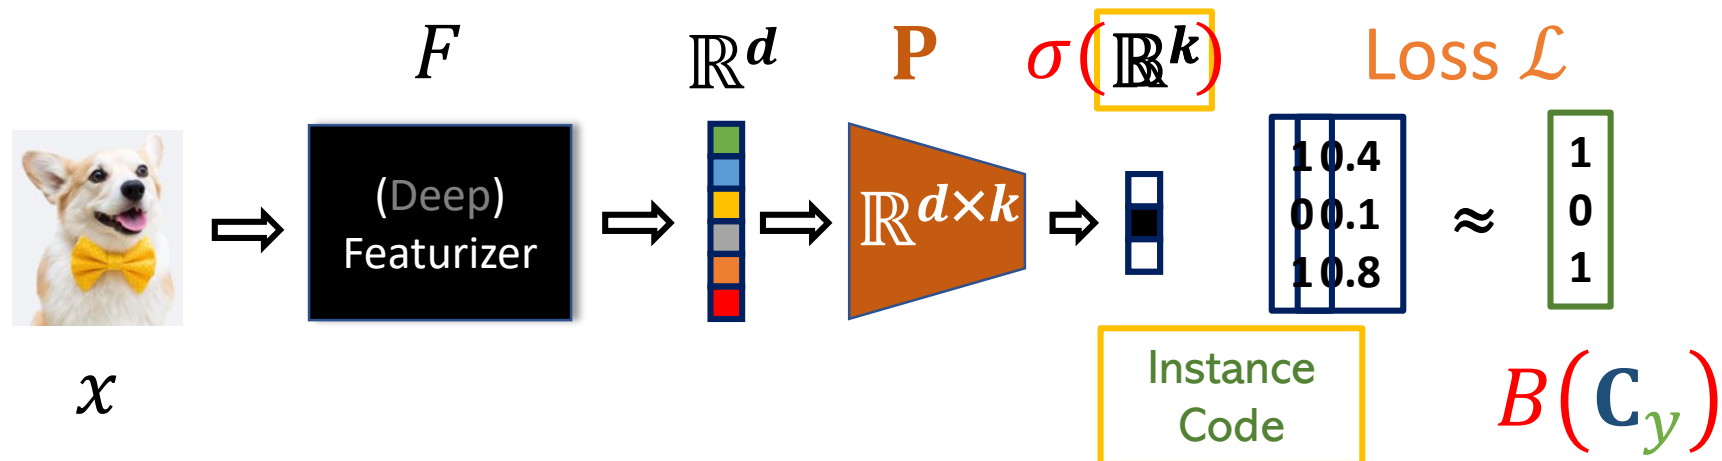 F
ℝ^d
P
σ(𝔹^k)
Loss ℒ
(Deep)
Featurizer
ℝ^{d×k}
1 0.4
0 0.1
1 0.8
≈
1
0
1
x
Instance
Code
B(C_y)